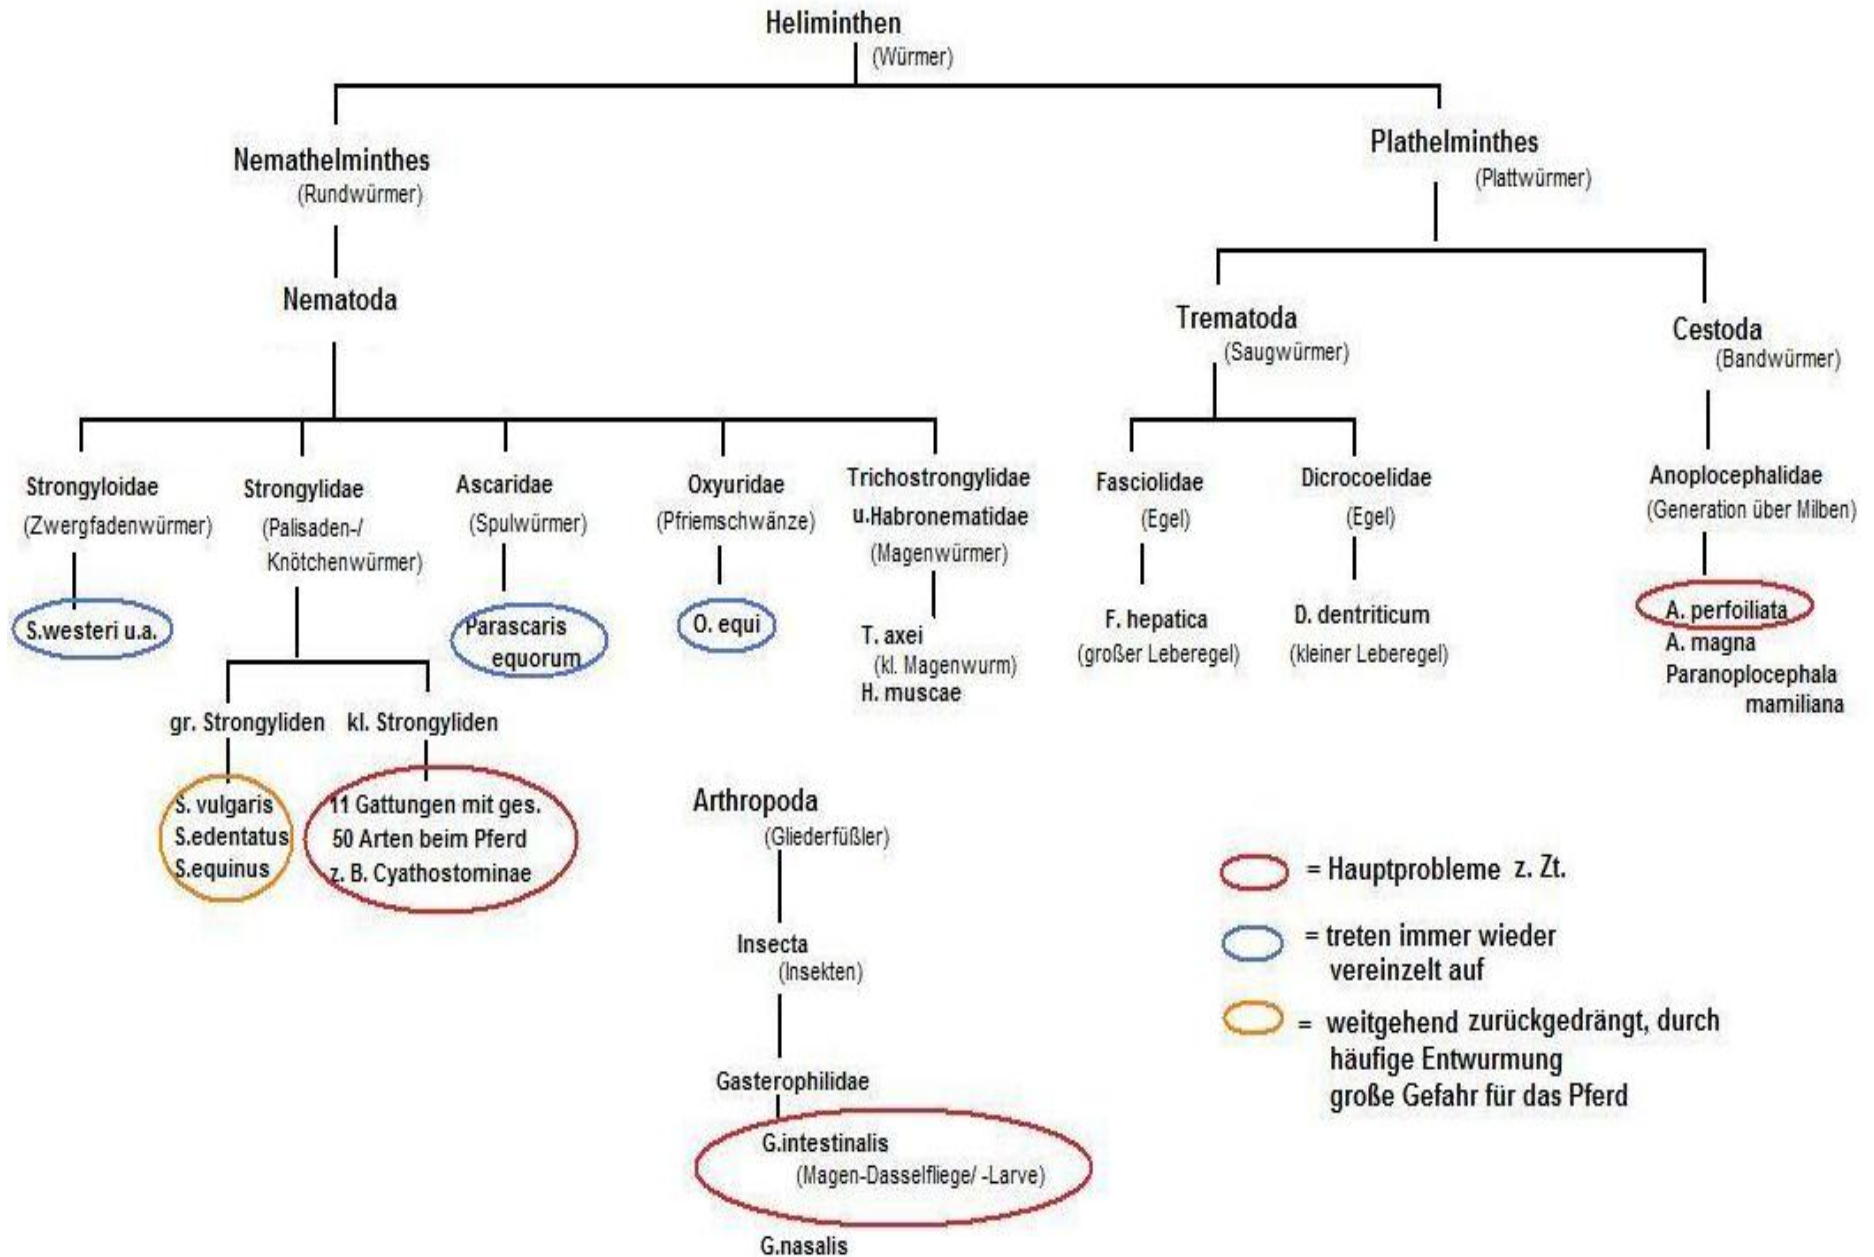 Heliminthen
(Würmer)
Nemathelminthes
(Rundwürmer)
Plathelminthes
(Plattwürmer)
Nematoda
Trematoda
(Saugwürmer)
Cestoda
(Bandwürmer)
Strongyloidae
(Zwergfadenwürmer)
S.westeri u.a.
Strongylidae
(Palisaden-/
Knötchenwürmer)
gr. Strongyliden
S. vulgaris
S.edentatus
S.equinus
kl. Strongyliden
11 Gattungen mit ges.
50 Arten beim Pferd
z. B. Cyathostominae
Ascaridae
(Spulwürmer)
Parascaris
equorum
Oxyuridae
(Pfriemschwänze)
O. equi
Trichostrongylidae
u.Habronematidae
(Magenwürmer)
T. axei
(kl. Magenwurm)
H. muscae
Fasciolidae
(Egel)
F. hepatica
(großer Leberegel)
Dicrocoelidae
(Egel)
D. dentriticum
(kleiner Leberegel)
Anoplocephalidae
(Generation über Milben)
A. perfoiliata
A. magna
Paranoplocephala
mamiliana
Arthropoda
(Gliederfüßler)
Insecta
(Insekten)
Gasterophilidae
G.intestinalis
(Magen-Dasselfliege/ -Larve)
G.nasalis
= Hauptprobleme z. Zt.
= treten immer wieder
vereinzelt auf
= weitgehend zurückgedrängt, durch
häufige Entwurmung
große Gefahr für das Pferd